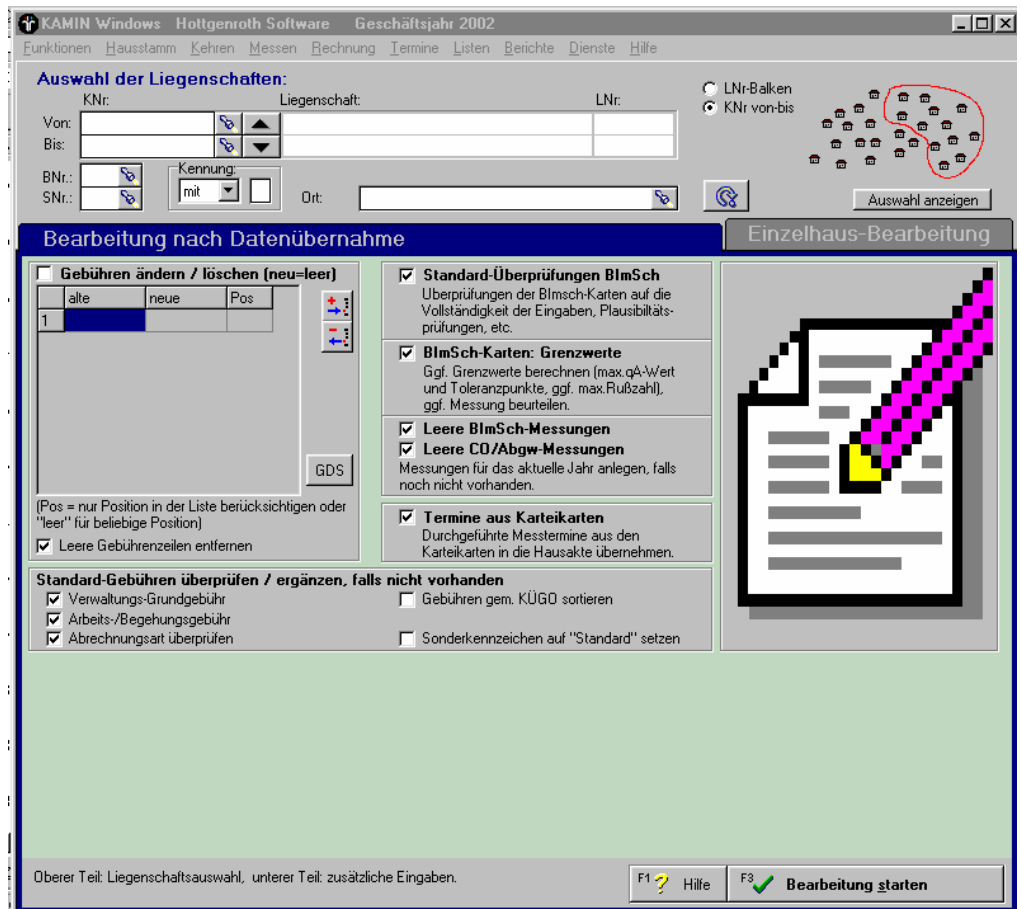 KAMIN Windows Hottgenroth Software Geschäftsjahr 2002
Funktionen Hausstamm Kehren Messen Rechnung Termine Listen Berichte Dienste Hilfe
Auswahl der Liegenschaften:
KNr: Liegenschaft: LNr:
Von:
Bis:
LNr-Balken
KNr von-bis
BNr.:
SNr.:
Kennung:
mit
Ort:
Auswahl anzeigen
Bearbeitung nach Datenübernahme
Einzelhaus-Bearbeitung
Gebühren ändern / löschen (neu=leer)
alte neue Pos
1
GDS
(Pos = nur Position in der Liste berücksichtigen oder
"leer" für beliebige Position)
Leere Gebührenzeilen entfernen
Standard-Überprüfungen BImSch
Überprüfungen der BImsch-Karten auf die
Vollständigkeit der Eingaben, Plausibiltäts-
prüfungen, etc.
BImSch-Karten: Grenzwerte
Ggf. Grenzwerte berechnen (max.qA-Wert
und Toleranzpunkte, ggf. max.Rußzahl),
ggf. Messung beurteilen.
Leere BImSch-Messungen
Leere CO/Abgw-Messungen
Messungen für das aktuelle Jahr anlegen, falls
noch nicht vorhanden.
Termine aus Karteikarten
Durchgeführte Messtermine aus den
Karteikarten in die Hausakte übernehmen.
Standard-Gebühren überprüfen / ergänzen, falls nicht vorhanden
Verwaltungs-Grundgebühr
Arbeits-/Begehungsgebühr
Abrechnungsart überprüfen
Gebühren gem. KÜGO sortieren
Sonderkennzeichen auf "Standard" setzen
Oberer Teil: Liegenschaftsauswahl, unterer Teil: zusätzliche Eingaben.
F1 ? Hilfe
F3 Bearbeitung starten